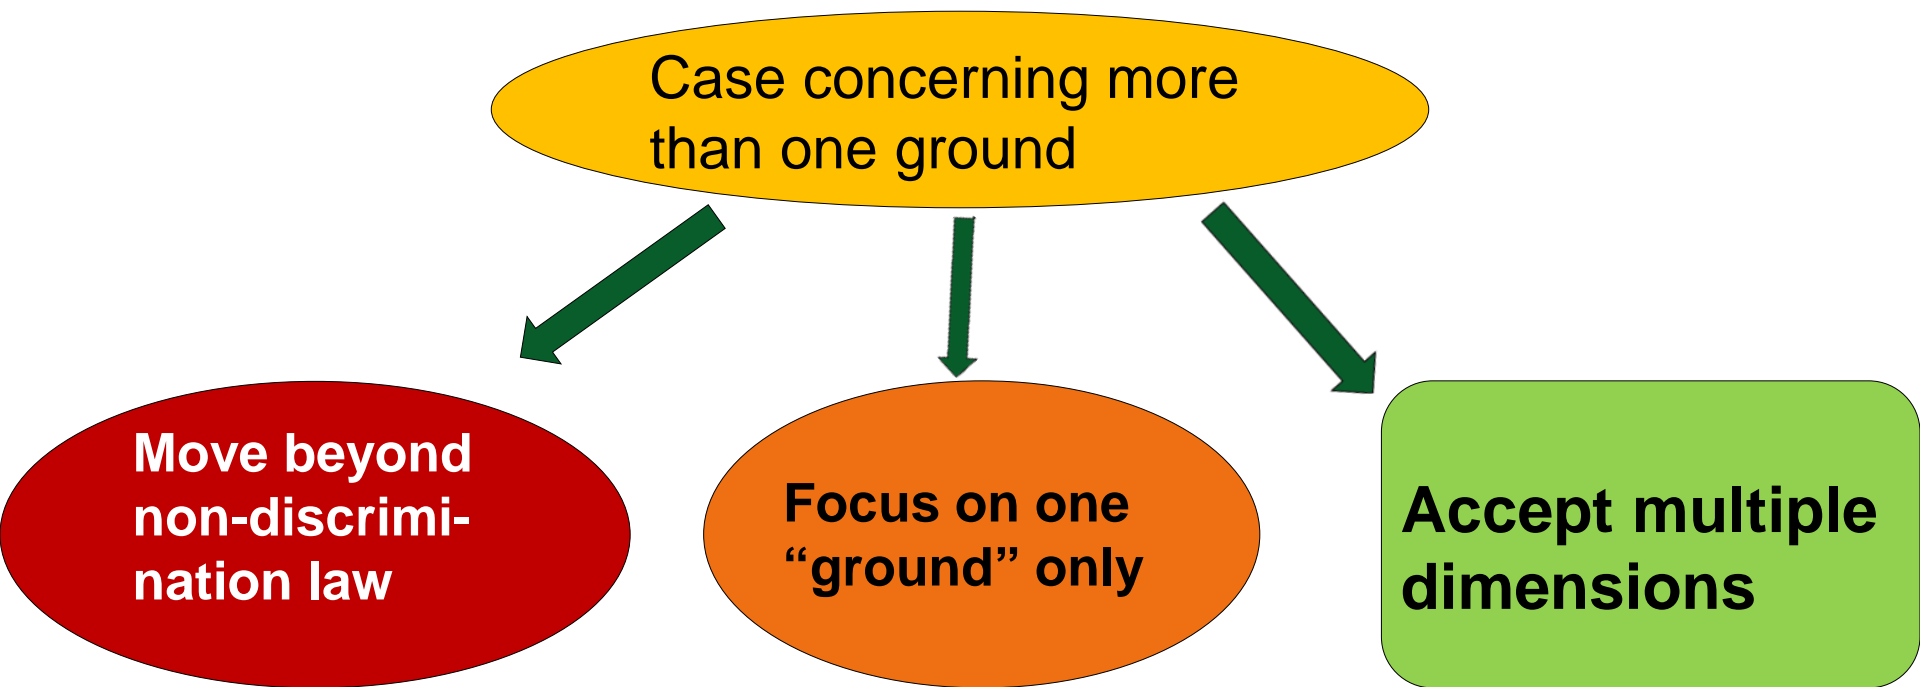 Case concerning more
than one ground
Move beyond
non-discrimi-
nation law
Focus on one
“ground” only
Accept multiple
dimensions